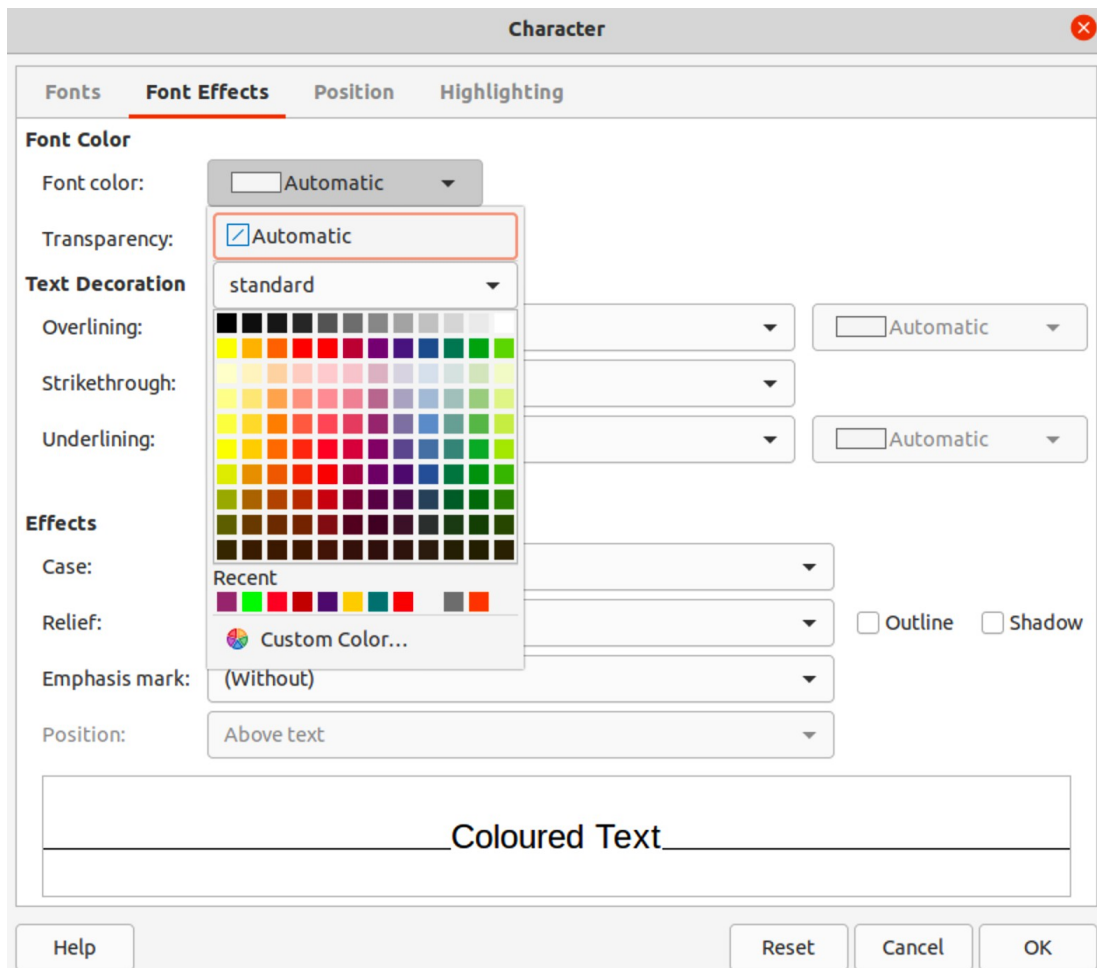 Character
Fonts Font Effects Position Highlighting
Font Color
Font color: Automatic
Automatic
Transparency:
standard
Text Decoration
Overlining: Automatic
Strikethrough:
Underlining: Automatic
Effects
Case:
Recent
Relief: Outline Shadow
Custom Color...
Emphasis mark: (Without)
Position: Above text
Coloured Text
Help Reset Cancel OK